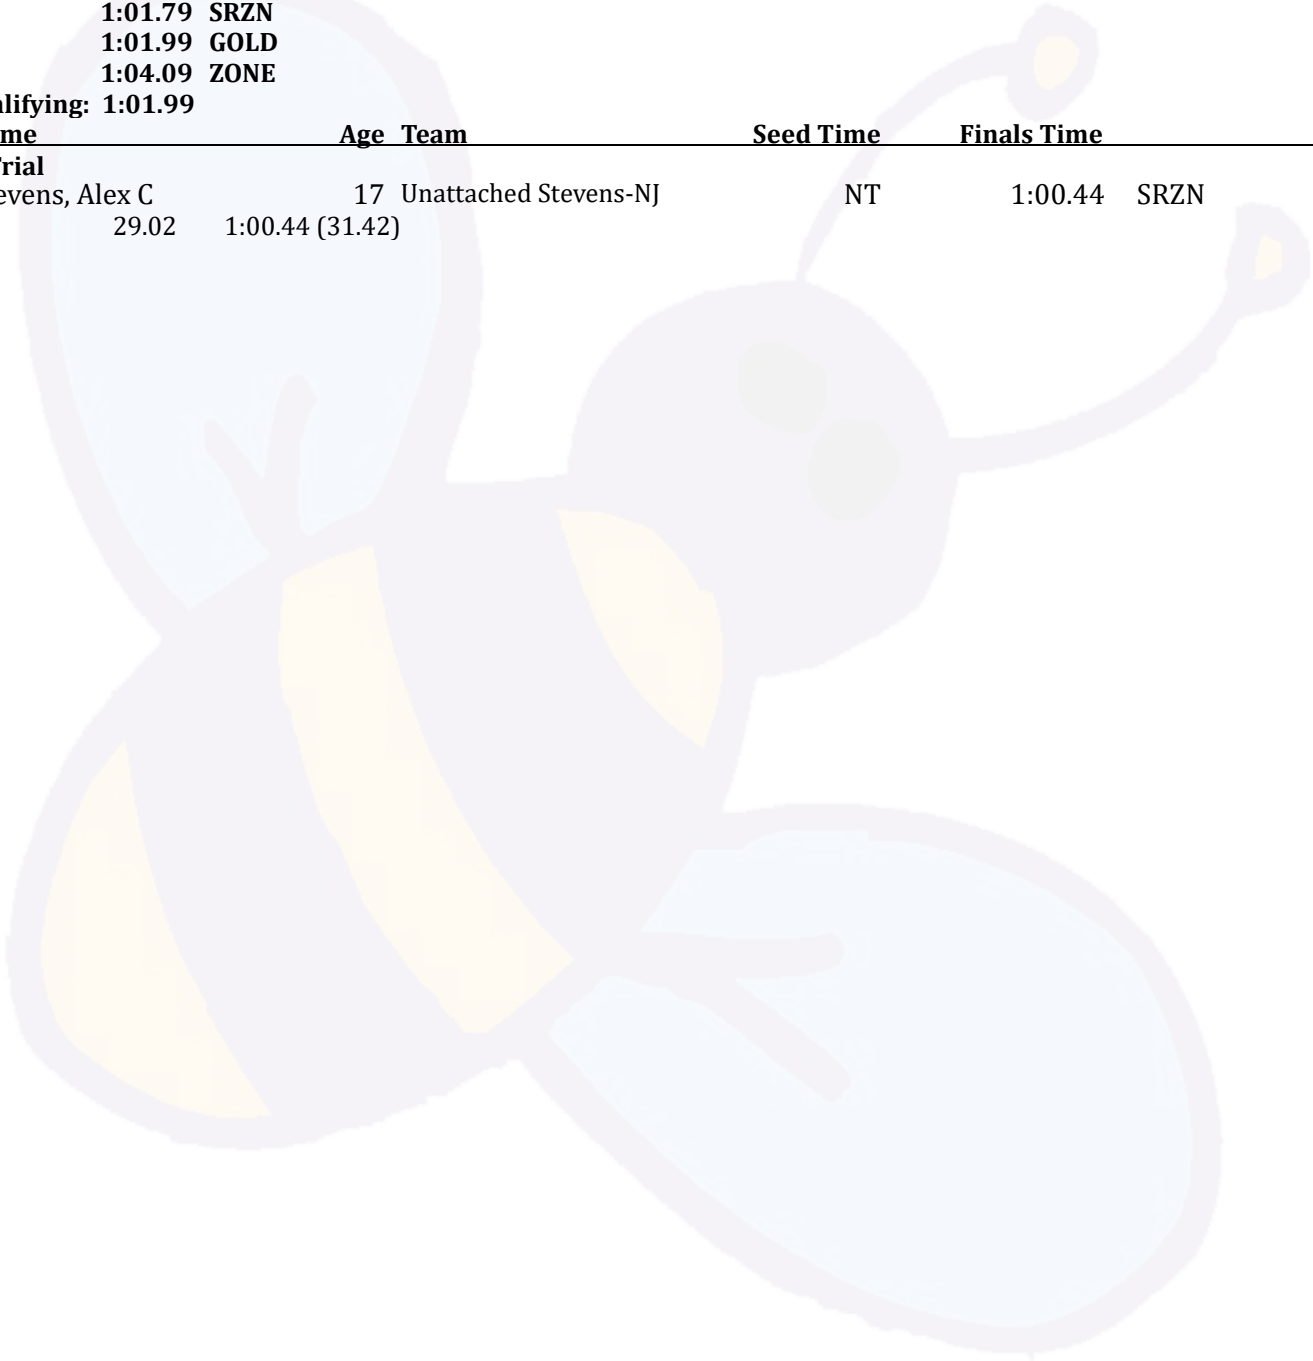 1:01.79 SRZN
1:01.99 GOLD
1:04.09 ZONE
lifying: 1:01.99
me Age Team Seed Time Finals Time
Trial
evens, Alex C 17 Unattached Stevens-NJ NT 1:00.44 SRZN
29.02 1:00.44 (31.42)